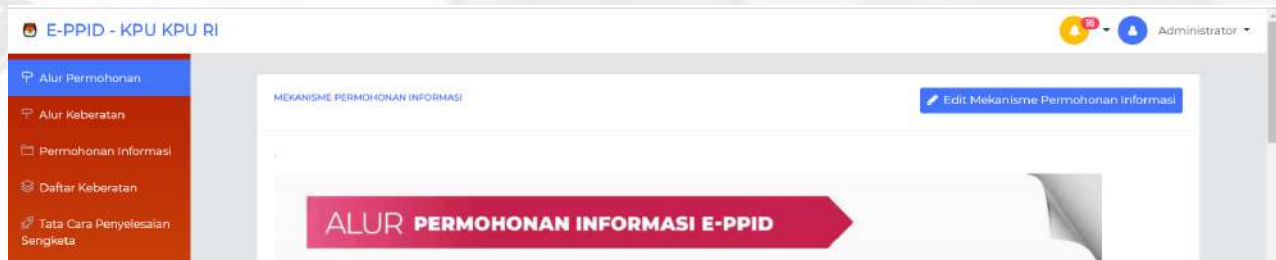 E-PPID - KPU KPU RI
16
Administrator
Alur Permohonan
Alur Keberatan
Permohonan Informasi
Daftar Keberatan
Tata Cara Penyelesaian
Sengketa
MEKANISME PERMOHONAN INFORMASI
Edit Mekanisme Permohonan Informasi
ALUR PERMOHONAN INFORMASI E-PPID